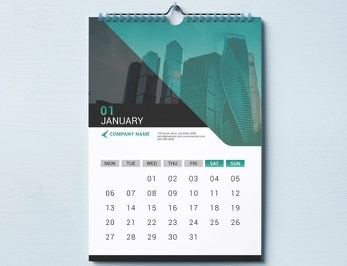 01
JANUARY
COMPANY NAME
MON TUE WED THU FRI SAT SUN
01 02 03 04 05
06 07 08 09 10 11 12
13 14 15 16 17 18 19
20 21 22 23 24 25 26
27 28 29 30 31